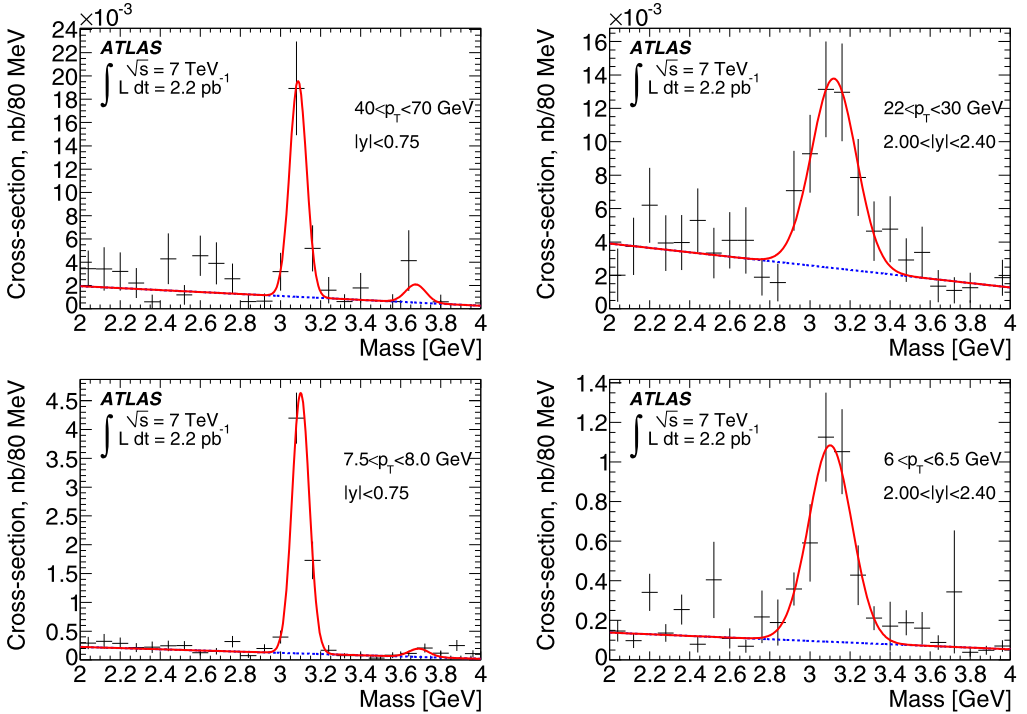 ×10⁻³
24
22
20
18
16
14
12
10
8
6
4
2
0
Cross-section, nb/80 MeV
ATLAS
∫ √s = 7 TeV
L dt = 2.2 pb⁻¹
40<p_T<70 GeV
|y|<0.75
2 2.2 2.4 2.6 2.8 3 3.2 3.4 3.6 3.8 4
Mass [GeV]
×10⁻³
16
14
12
10
8
6
4
2
0
Cross-section, nb/80 MeV
ATLAS
∫ √s = 7 TeV
L dt = 2.2 pb⁻¹
22<p_T<30 GeV
2.00<|y|<2.40
2 2.2 2.4 2.6 2.8 3 3.2 3.4 3.6 3.8 4
Mass [GeV]
4.5
4
3.5
3
2.5
2
1.5
1
0.5
0
Cross-section, nb/80 MeV
ATLAS
∫ √s = 7 TeV
L dt = 2.2 pb⁻¹
7.5<p_T<8.0 GeV
|y|<0.75
2 2.2 2.4 2.6 2.8 3 3.2 3.4 3.6 3.8 4
Mass [GeV]
1.4
1.2
1
0.8
0.6
0.4
0.2
0
Cross-section, nb/80 MeV
ATLAS
∫ √s = 7 TeV
L dt = 2.2 pb⁻¹
6 <p_T<6.5 GeV
2.00<|y|<2.40
2 2.2 2.4 2.6 2.8 3 3.2 3.4 3.6 3.8 4
Mass [GeV]